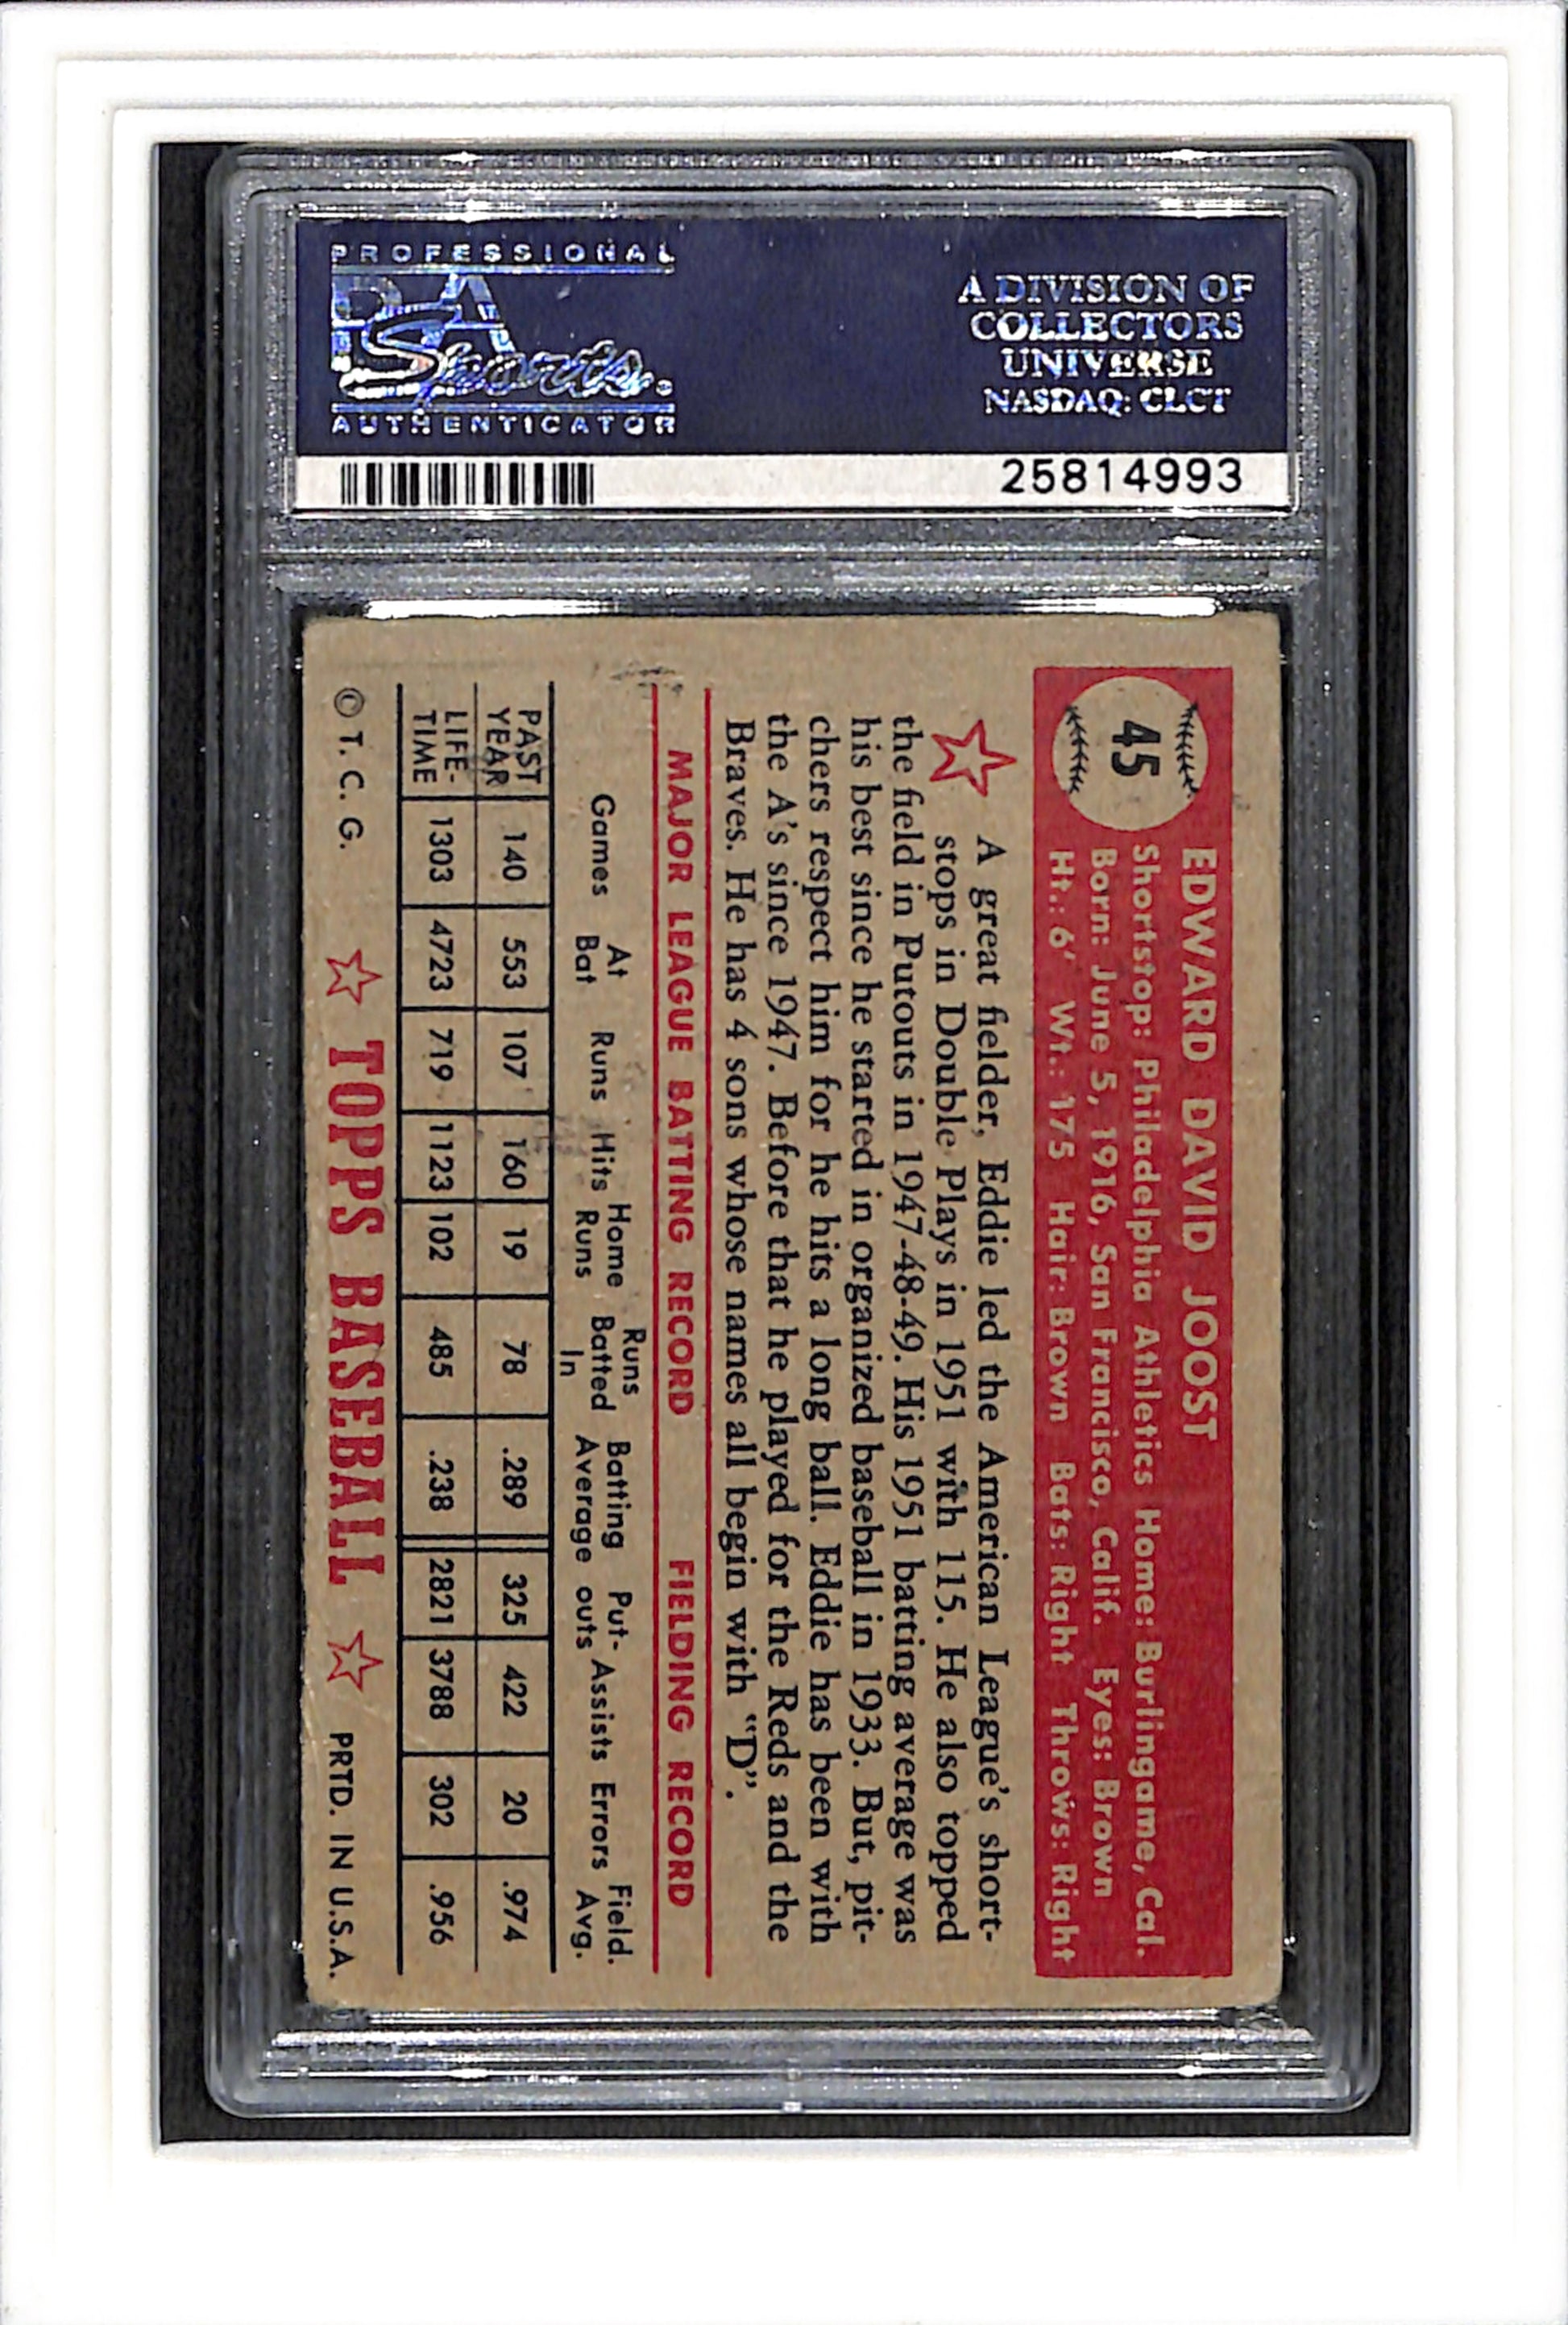 PROFESSIONAL
PSA
Sports
AUTHENTICATOR
A DIVISION OF
COLLECTORS
UNIVERSE
NASDAQ: CLCT
25814993
45
EDWARD DAVID JOOST
Shortstop: Philadelphia Athletics Home: Burlingame, Cal.
Born: June 5, 1916, San Francisco, Calif. Eyes: Brown
Ht.: 6' Wt.: 175 Hair: Brown Bats: Right Throws: Right
A great fielder, Eddie led the American League's short-
stops in Double Plays in 1951 with 115. He also topped
the field in Putouts in 1947-48-49. His 1951 batting average was
his best since he started in organized baseball in 1933. But, pit-
chers respect him for he hits a long ball. Eddie has been with
the A's since 1947. Before that he played for the Reds and the
Braves. He has 4 sons whose names all begin with "D".
MAJOR LEAGUE BATTING RECORD FIELDING RECORD
Games At Bat Runs Hits Home Runs Runs Batted In Batting Average Put-outs Assists Errors Field. Avg.
PAST YEAR 140 553 107 160 19 78 .289 325 422 20 .974
LIFE-TIME 1303 4723 719 1123 102 485 .238 2821 3788 302 .956
© T. C. G. TOPPS BASEBALL PRTD. IN U.S.A.